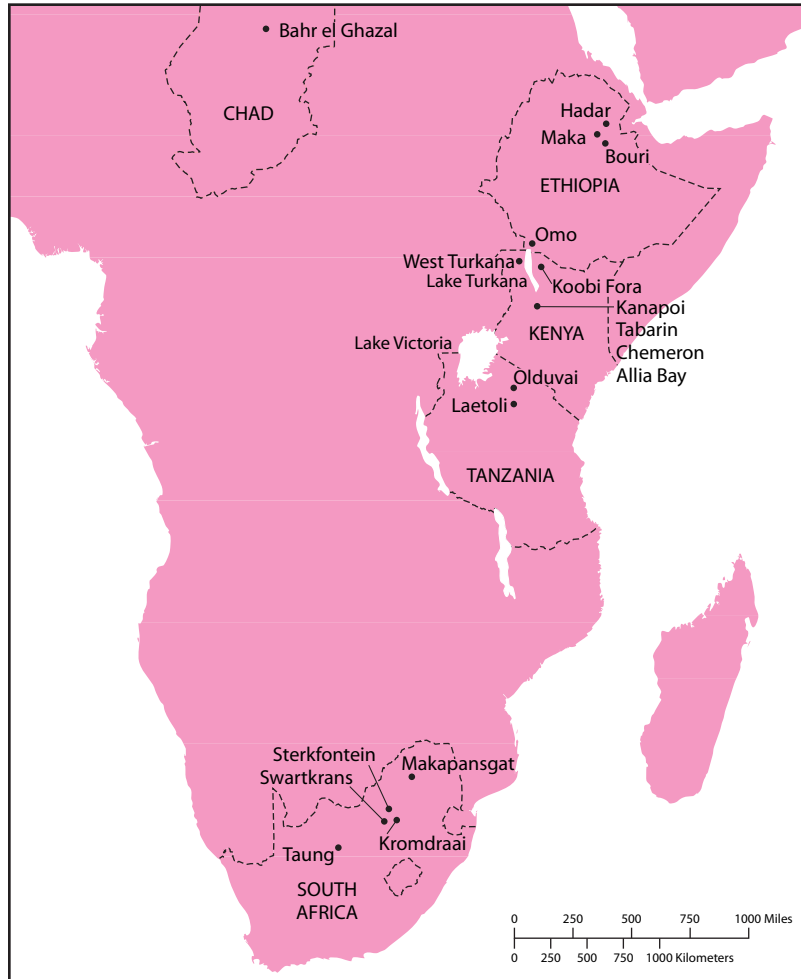 Bahr el Ghazal
CHAD
Hadar
Maka
Bouri
ETHIOPIA
Omo
West Turkana
Lake Turkana
Koobi Fora
Kanapoi
Tabarin
Chemeron
Allia Bay
KENYA
Lake Victoria
Olduvai
Laetoli
TANZANIA
Sterkfontein
Swartkrans
Makapansgat
Kromdraai
Taung
SOUTH
AFRICA
0 250 500 750 1000 Miles
0 250 500 750 1000 Kilometers